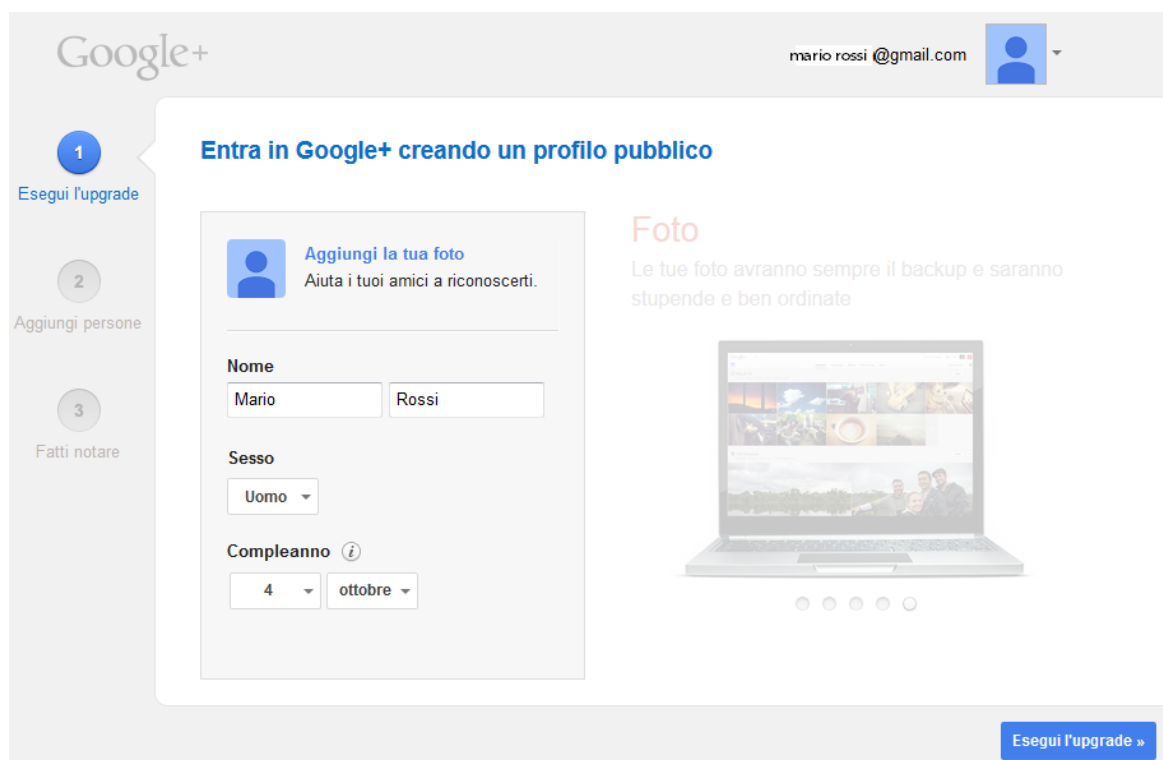 Google+
mario rossi @gmail.com
1
Esegui l'upgrade
2
Aggiungi persone
3
Fatti notare
Entra in Google+ creando un profilo pubblico
Aggiungi la tua foto
Aiuta i tuoi amici a riconoscerti.
Nome
Mario Rossi
Sesso
Uomo
Compleanno i
4 ottobre
Foto
Le tue foto avranno sempre il backup e saranno
stupende e ben ordinate
Esegui l'upgrade »